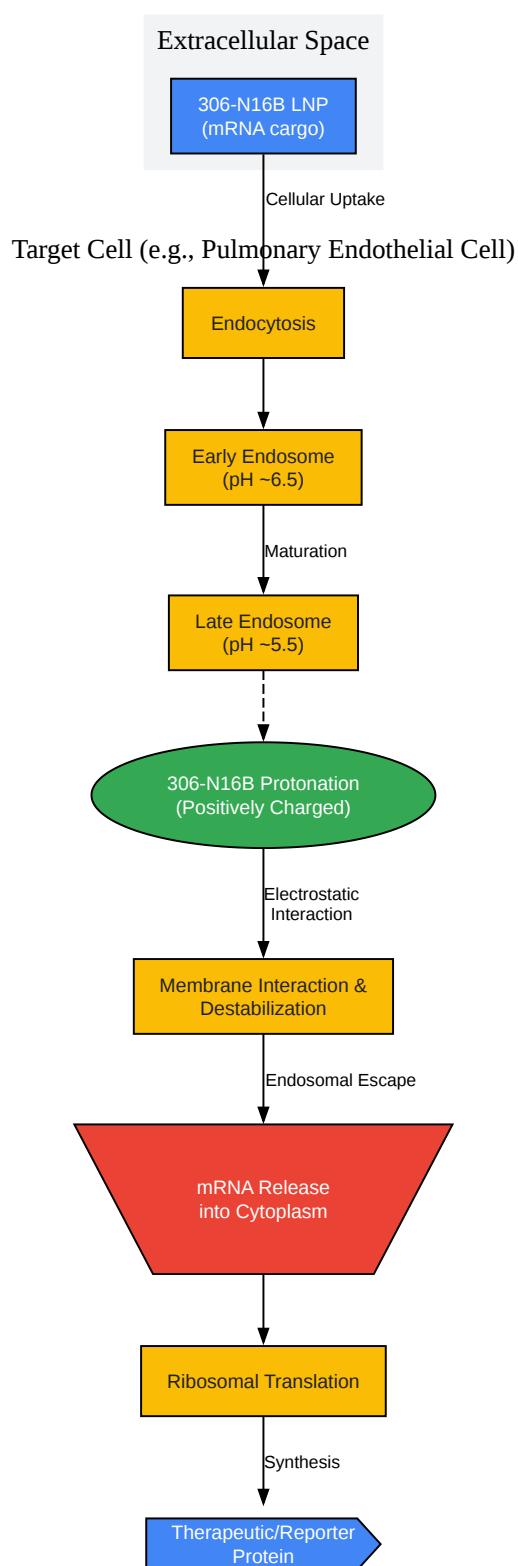 Extracellular Space
306-N16B LNP
(mRNA cargo)
Cellular Uptake
Target Cell (e.g., Pulmonary Endothelial Cell)
Endocytosis
Early Endosome
(pH ~6.5)
Maturation
Late Endosome
(pH ~5.5)
306-N16B Protonation
(Positively Charged)
Electrostatic
Interaction
Membrane Interaction &
Destabilization
Endosomal Escape
mRNA Release
into Cytoplasm
Ribosomal Translation
Synthesis
Therapeutic/Reporter
Protein